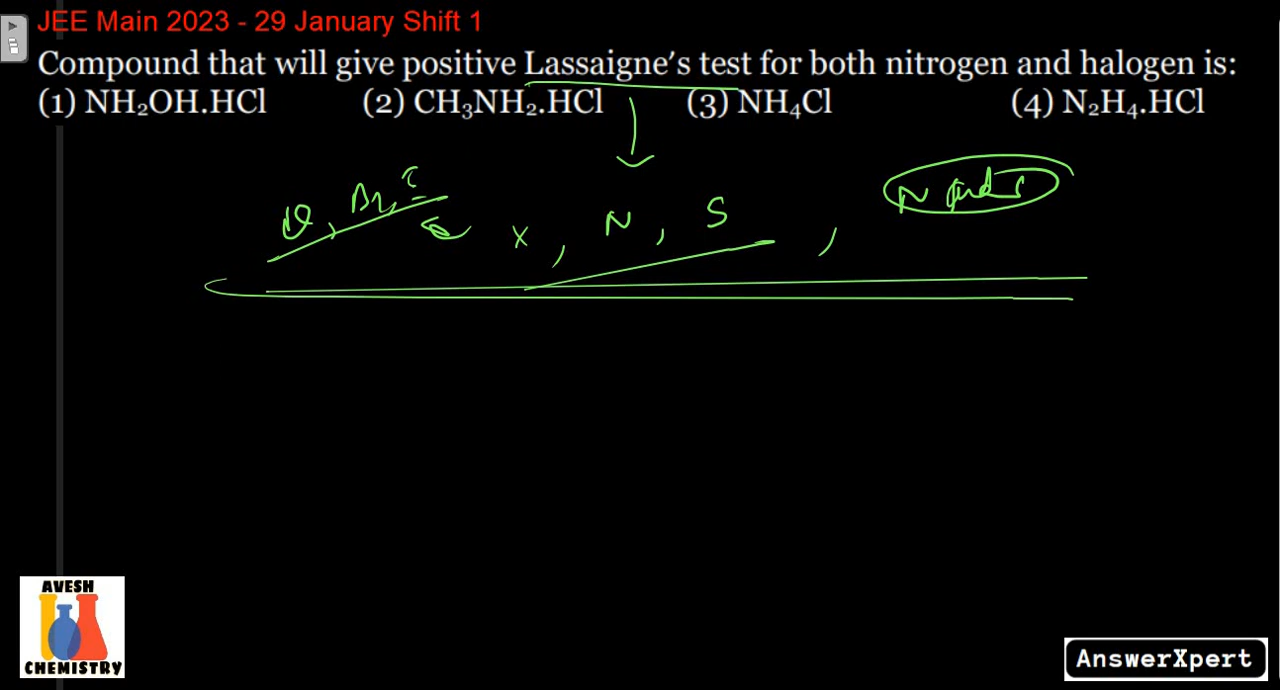 JEE Main 2023 - 29 January Shift 1
Compound that will give positive Lassaigne's test for both nitrogen and halogen is:
(1) NH₂OH.HCl (2) CH₃NH₂.HCl (3) NH₄Cl (4) N₂H₄.HCl
Br,
x, N, S, N and S
AVESH
CHEMISTRY
AnswerXpert